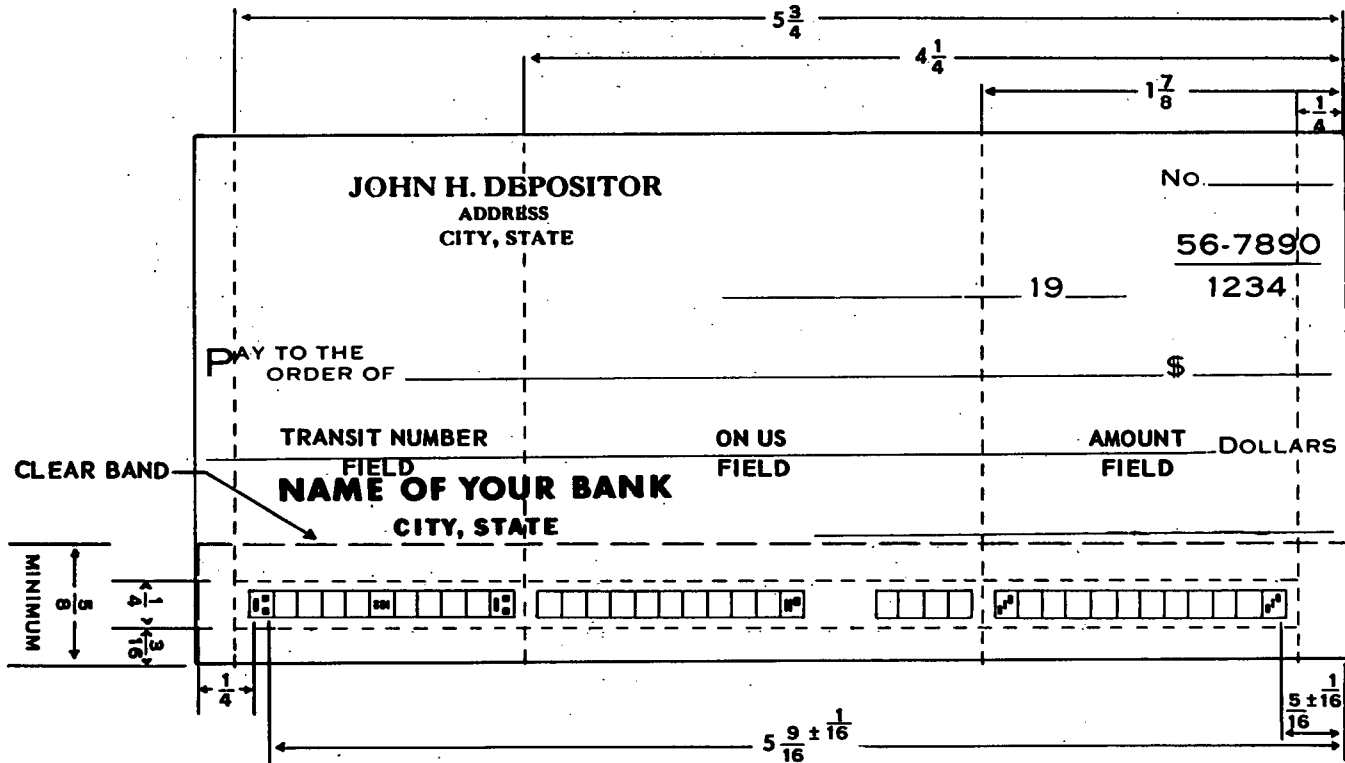 5 3/4
4 1/4
1 7/8
1/4
JOHN H. DEPOSITOR
ADDRESS
CITY, STATE
No.
56-7890
1234
19
PAY TO THE
ORDER OF $
TRANSIT NUMBER
FIELD
ON US
FIELD
AMOUNT
FIELD
DOLLARS
CLEAR BAND
NAME OF YOUR BANK
CITY, STATE
MINIMUM
5/8
1/4
3/16
1/4
5 9/16 ± 1/16
5/16 ± 1/16